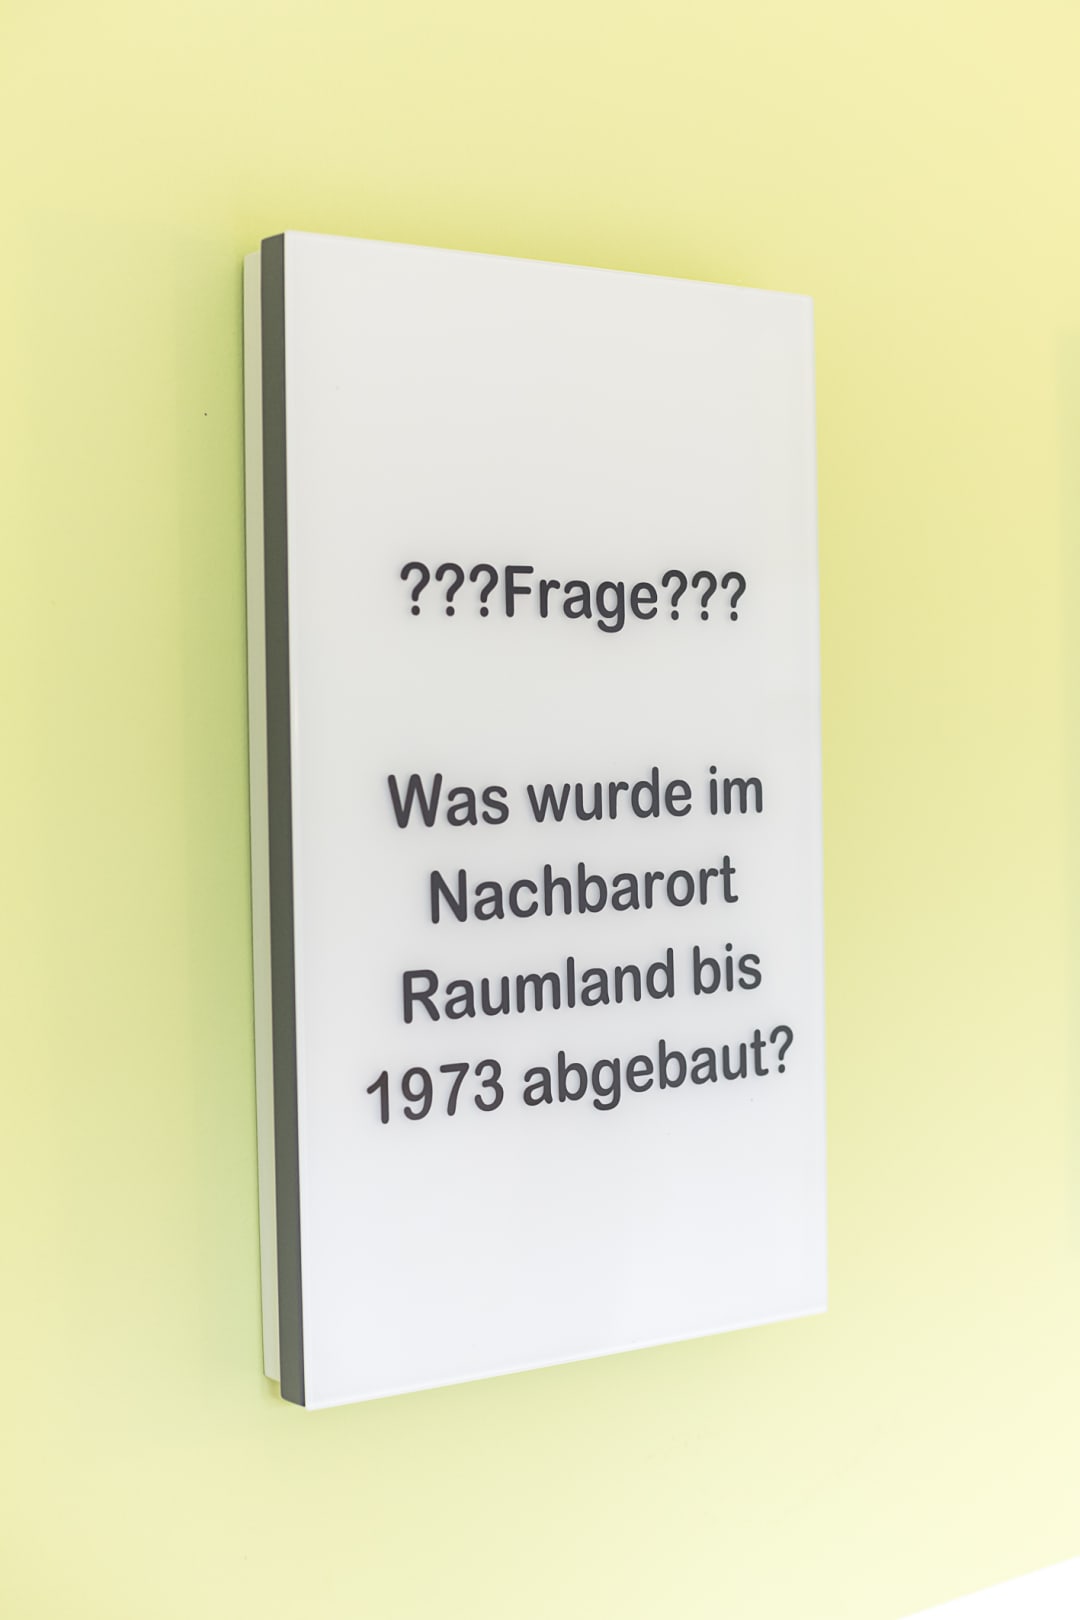 ???Frage???
Was wurde im
Nachbarort
Raumland bis
1973 abgebaut?